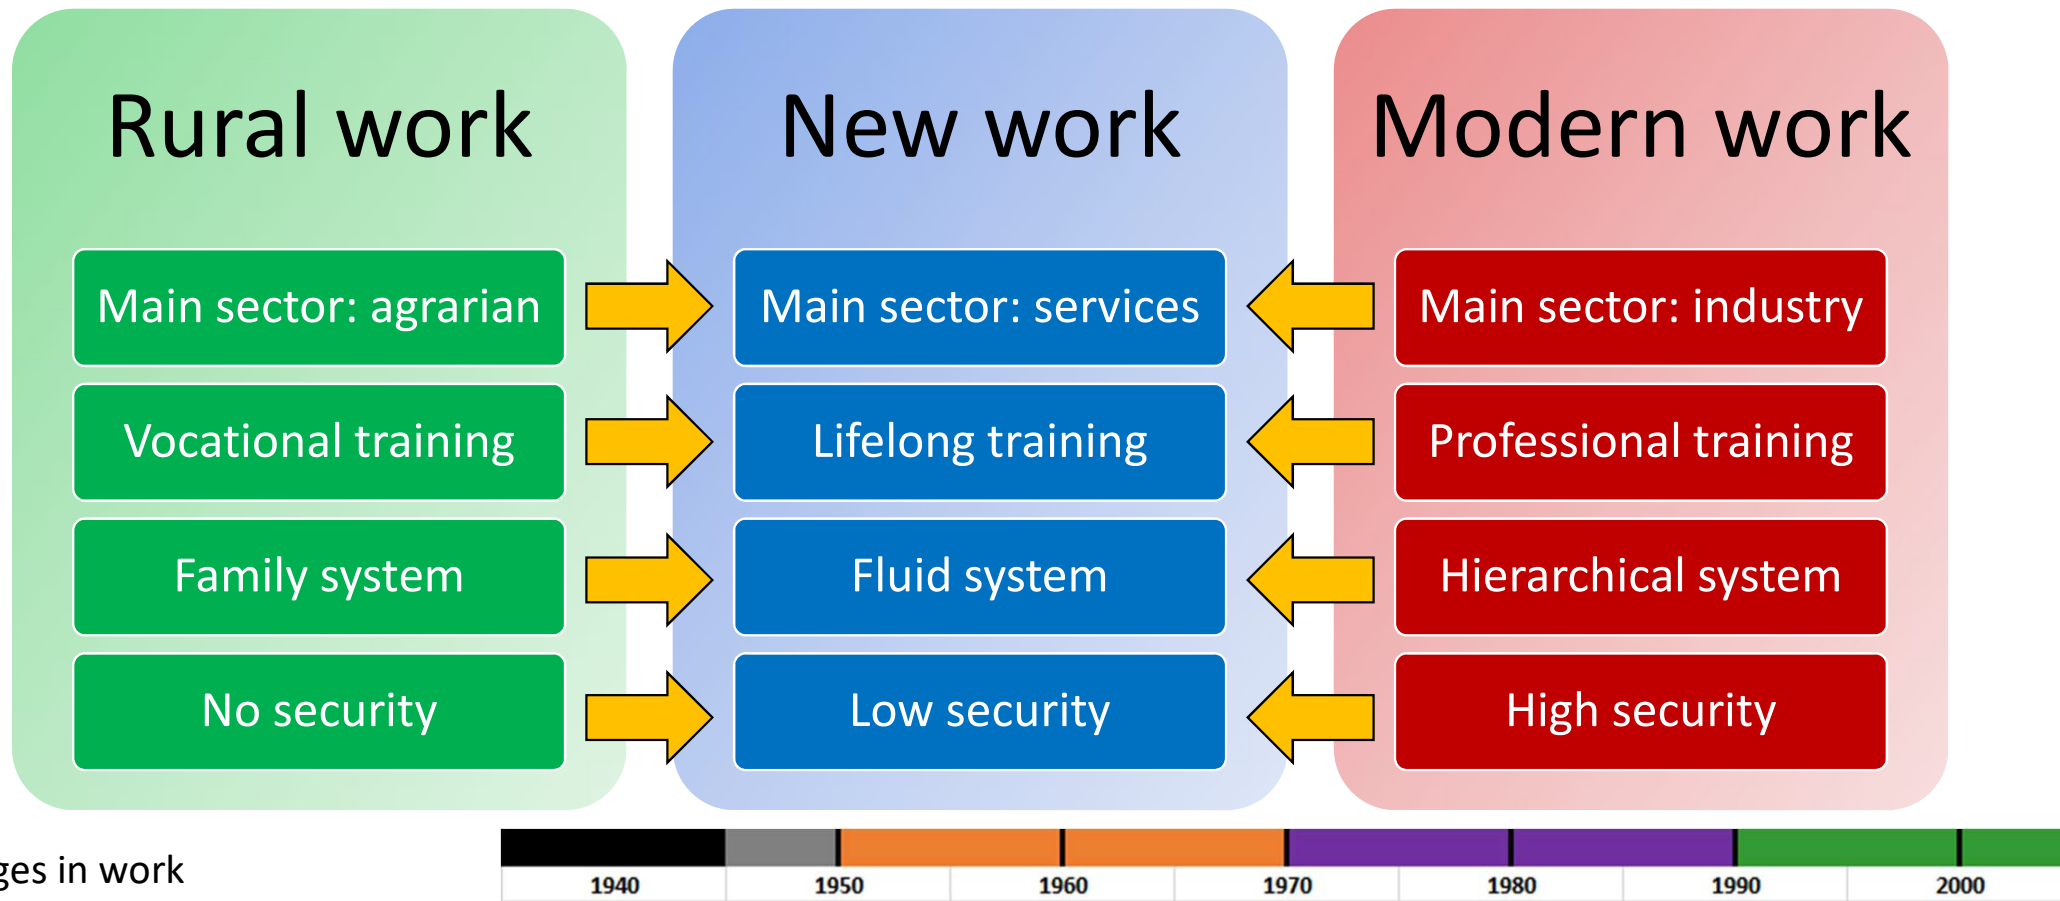 Rural work
Main sector: agrarian
Vocational training
Family system
No security
New work
Main sector: services
Lifelong training
Fluid system
Low security
Modern work
Main sector: industry
Professional training
Hierarchical system
High security
ges in work
1940 1950 1960 1970 1980 1990 2000